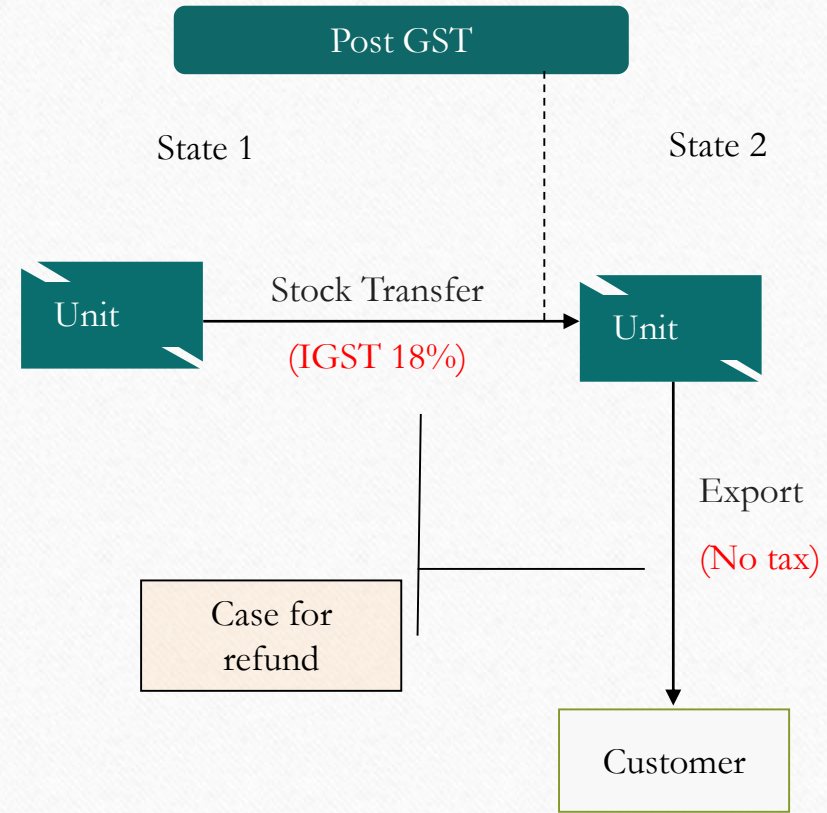 Post GST
State 1
State 2
Unit
Stock Transfer
(IGST 18%)
Unit
Export
(No tax)
Case for
refund
Customer